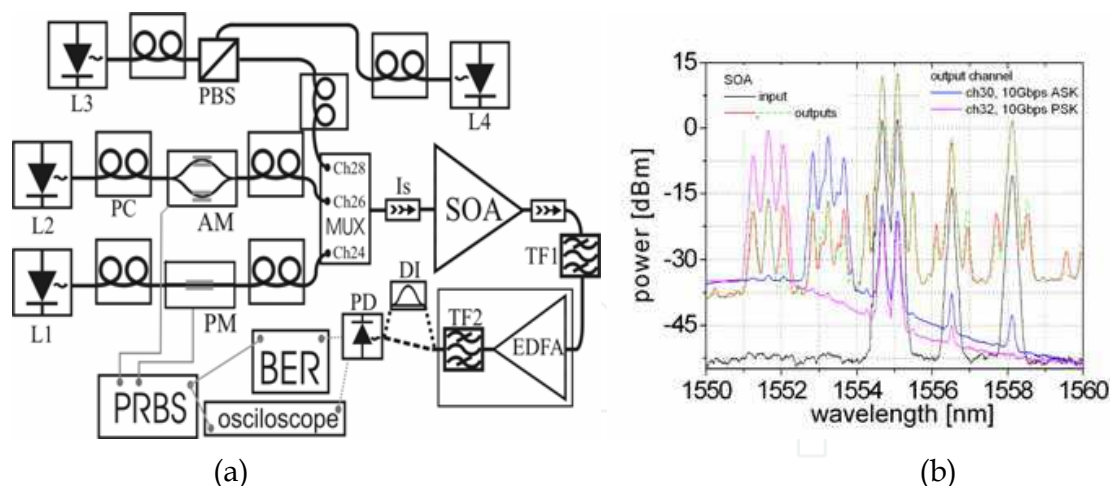 L3
PBS
L4
L2
PC
AM
Ch28
Ch26
MUX
Ch24
Is
SOA
TF1
L1
PM
DI
PD
TF2
EDFA
BER
PRBS
osciloscope
(a)
15
0
-15
-30
-45
power [dBm]
SOA
input
outputs
output channel
ch30, 10Gbps ASK
ch32, 10Gbps PSK
1550 1552 1554 1556 1558 1560
wavelength [nm]
(b)